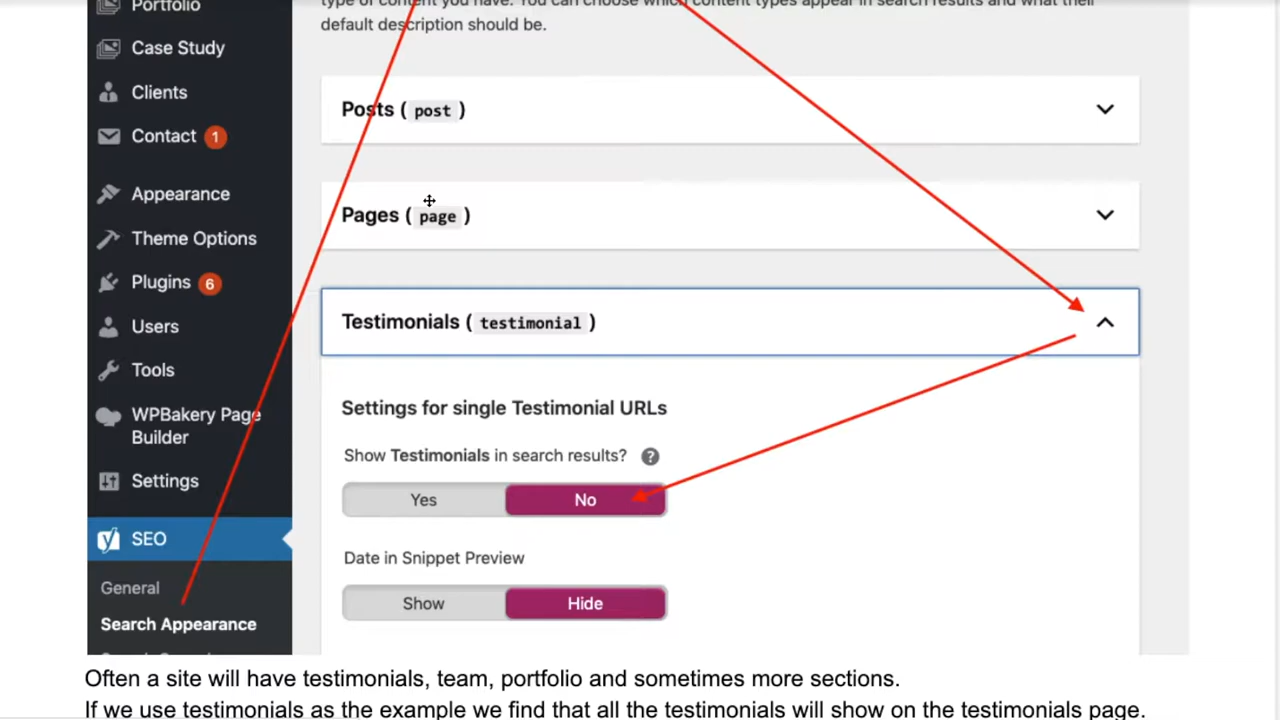 Portfolio
Case Study
Clients
Contact 1
Appearance
Theme Options
Plugins 6
Users
Tools
WPBakery Page
Builder
Settings
SEO
General
Search Appearance
type of content you have. You can choose which content types appear in search results and what their
default description should be.
Posts ( post )
Pages ( page )
Testimonials ( testimonial )
Settings for single Testimonial URLs
Show Testimonials in search results? ?
Yes No
Date in Snippet Preview
Show Hide
Often a site will have testimonials, team, portfolio and sometimes more sections.
If we use testimonials as the example we find that all the testimonials will show on the testimonials page.